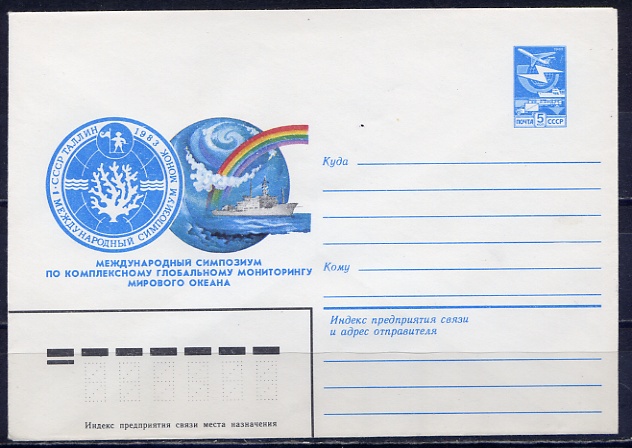 ПОЧТА 5 СССР
1 СССР ТАЛЛИН 1983
МЕЖДУНАРОДНЫЙ СИМПОЗИУМ МОНОК
МЕЖДУНАРОДНЫЙ СИМПОЗИУМ
ПО КОМПЛЕКСНОМУ ГЛОБАЛЬНОМУ МОНИТОРИНГУ
МИРОВОГО ОКЕАНА
Куда
Кому
Индекс предприятия связи
и адрес отправителя
Индекс предприятия связи места назначения